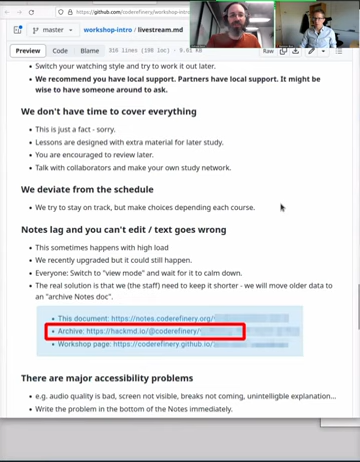 https://github.com/coderefinery/workshop-intro
master
workshop-intro / livestream.md
Preview
Code
Blame
316 lines (198 loc)
Raw
Switch your watching style and try to work it out later.
We recommend you have local support. Partners have local support. It might be
wise to have someone around to ask.
We don't have time to cover everything
This is just a fact - sorry.
Lessons are designed with extra material for later study.
You are encouraged to review later.
Talk with collaborators and make your own study network.
We deviate from the schedule
We try to stay on track, but make choices depending each course.
Notes lag and you can't edit / text goes wrong
This sometimes happens with high load
We recently upgraded but it could still happen.
Everyone: Switch to "view mode" and wait for it to calm down.
The real solution is that we (the staff) need to keep it shorter - we will move older data to
an "archive Notes doc".
This document: https://notes.coderefinery.org/
Archive: https://hackmd.io/@coderefinery/
Workshop page: https://coderefinery.github.io/
There are major accessibility problems
e.g. audio quality is bad, screen not visible, breaks not coming, unintelligble explanation...
Write the problem in the bottom of the Notes immediately.